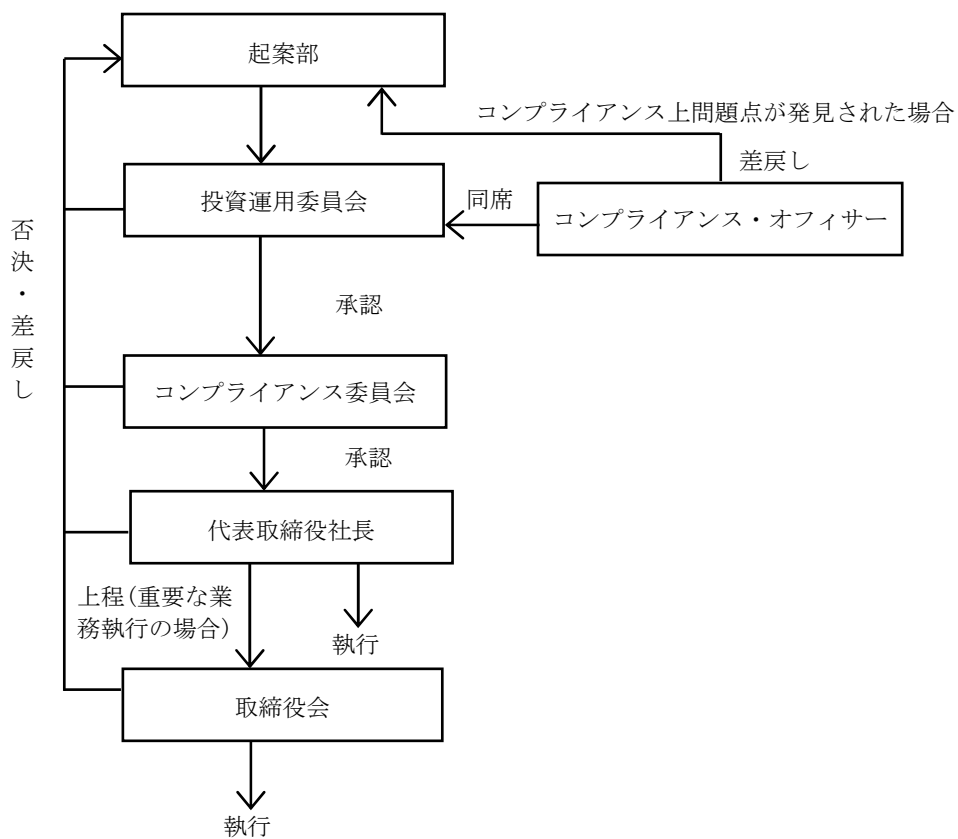 起案部
コンプライアンス上問題点が発見された場合
差戻し
投資運用委員会
同席
コンプライアンス・オフィサー
否決・差戻し
承認
コンプライアンス委員会
承認
代表取締役社長
上程(重要な業
務執行の場合)
執行
取締役会
執行